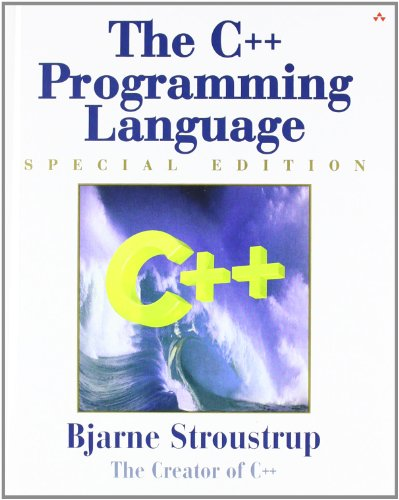 The C++
Programming
Language
SPECIAL EDITION
C++
Bjarne Stroustrup
The Creator of C++